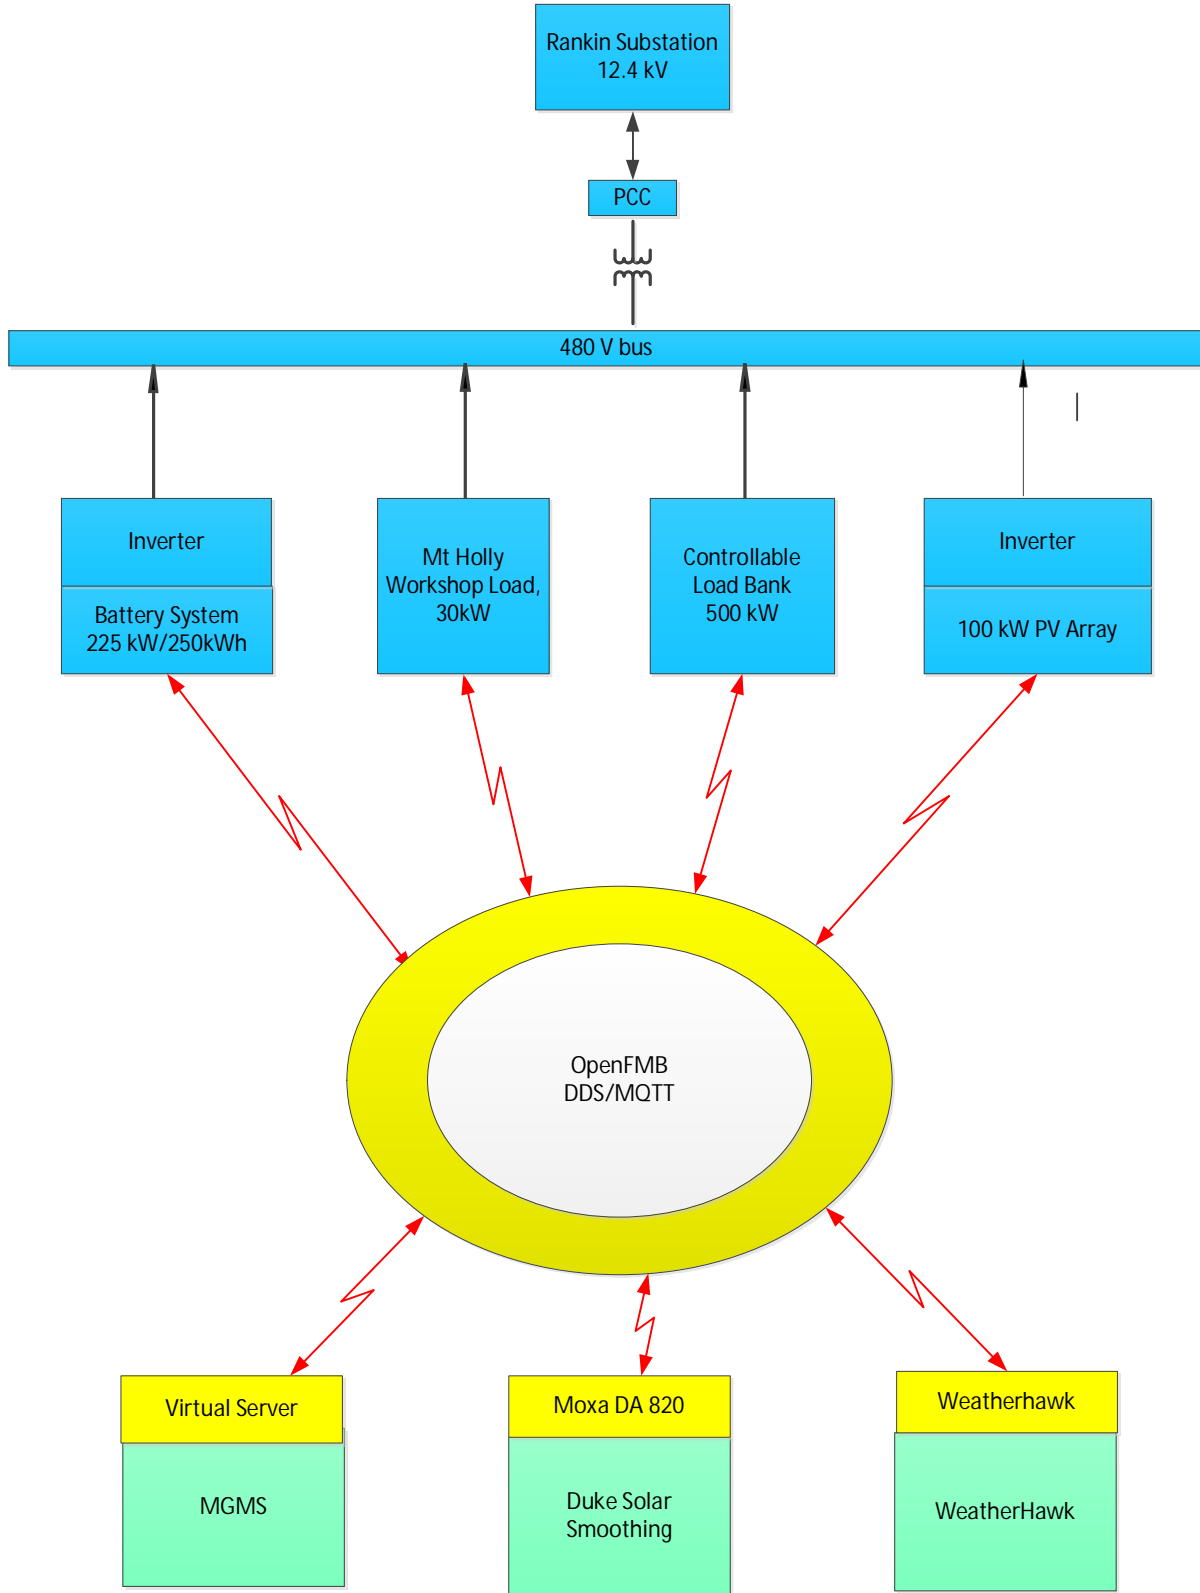 Rankin Substation
12.4 kV
PCC
480 V bus
Inverter
Battery System
225 kW/250kWh
Mt Holly
Workshop Load,
30kW
Controllable
Load Bank
500 kW
Inverter
100 kW PV Array
OpenFMB
DDS/MQTT
Virtual Server
MGMS
Moxa DA 820
Duke Solar
Smoothing
Weatherhawk
WeatherHawk